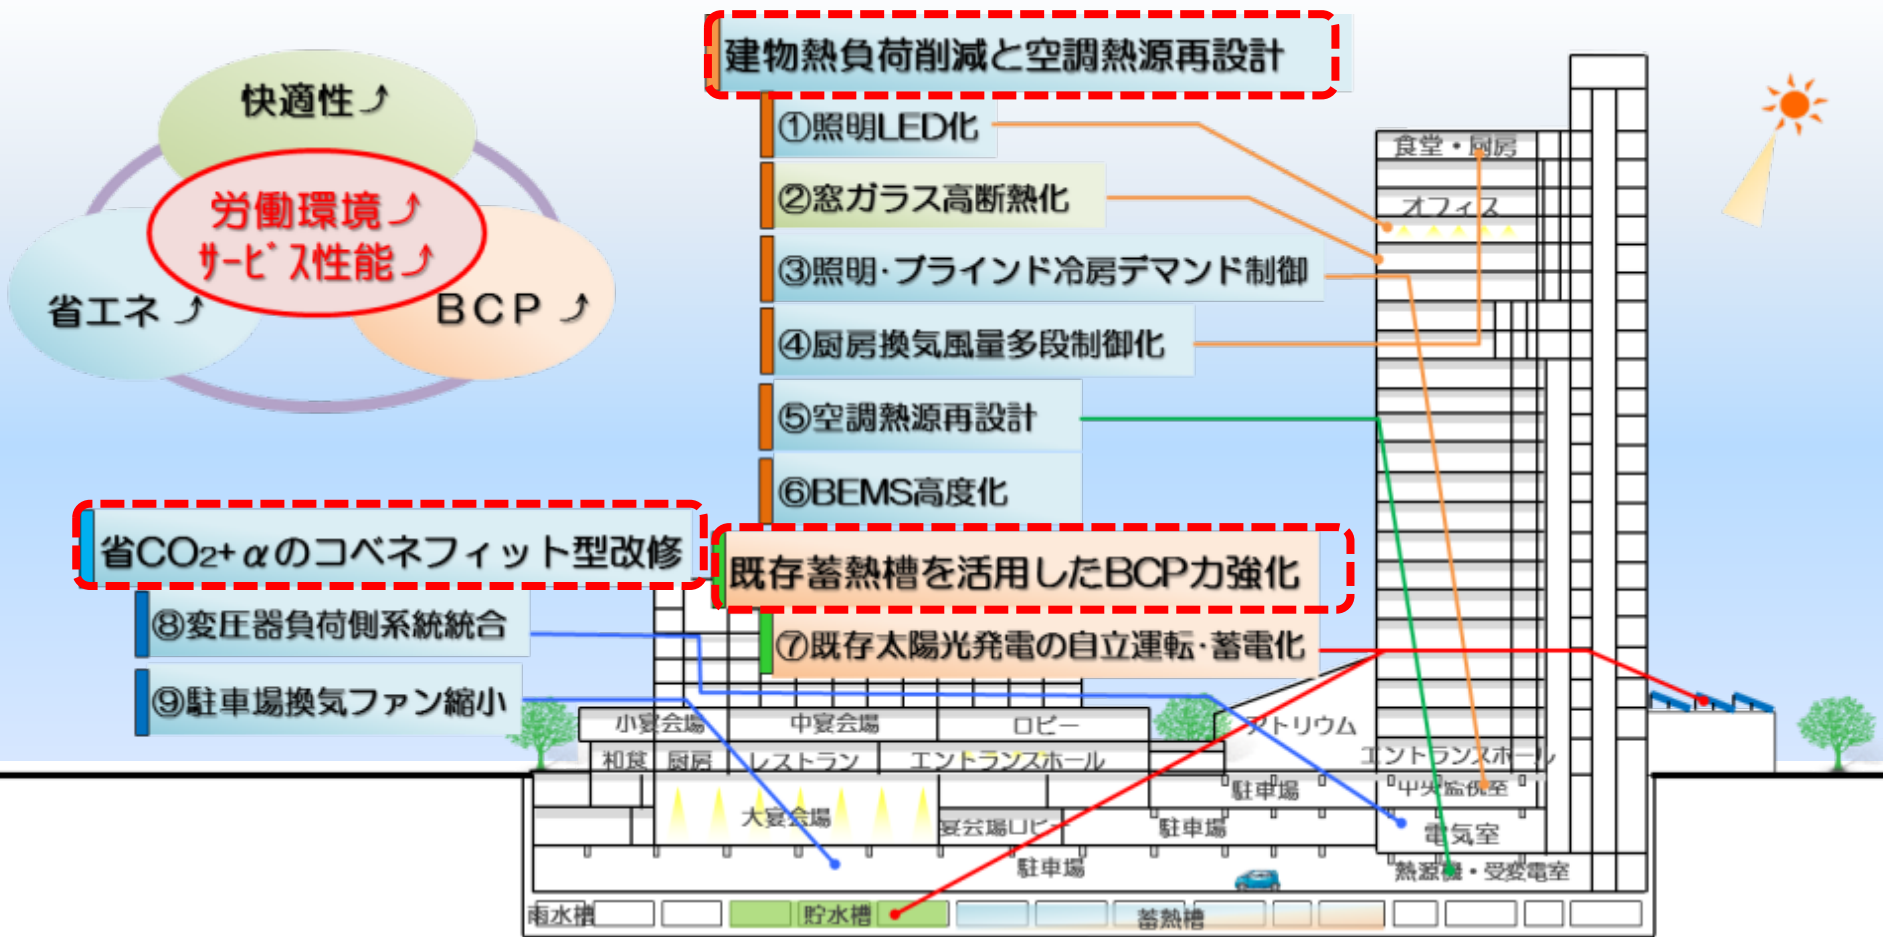 快適性⤴
労働環境⤴
ｻｰﾋﾞｽ性能⤴
省エネ⤴
BCP⤴
建物熱負荷削減と空調熱源再設計
①照明LED化
②窓ガラス高断熱化
③照明・ブラインド冷房デマンド制御
④厨房換気風量多段制御化
⑤空調熱源再設計
⑥BEMS高度化
省CO₂+αのコベネフィット型改修
⑧変圧器負荷側系統統合
⑨駐車場換気ファン縮小
既存蓄熱槽を活用したBCP力強化
⑦既存太陽光発電の自立運転・蓄電化
食堂・厨房
オフィス
小宴会場
中宴会場
ロビー
アトリウム
和食
厨房
レストラン
エントランスホール
エントランスホール
駐車場
中央監視室
大宴会場
宴会場ロビー
駐車場
電気室
駐車場
熱源機・受変電室
雨水槽
貯水槽
蓄熱槽